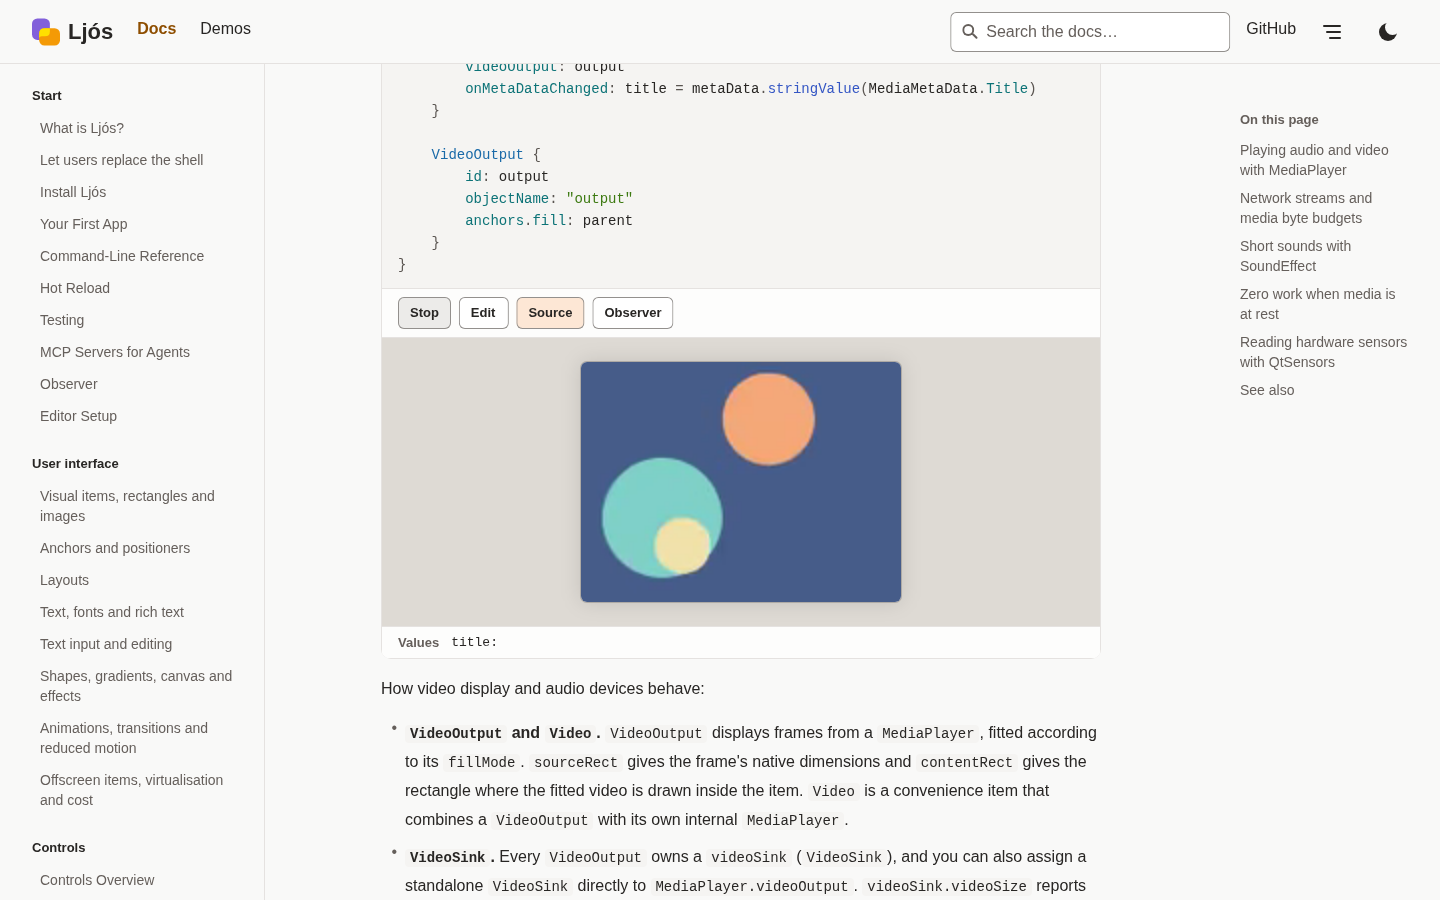 Ljós
Docs
Demos
Search the docs…
GitHub
Start
What is Ljós?
Let users replace the shell
Install Ljós
Your First App
Command-Line Reference
Hot Reload
Testing
MCP Servers for Agents
Observer
Editor Setup
User interface
Visual items, rectangles and
images
Anchors and positioners
Layouts
Text, fonts and rich text
Text input and editing
Shapes, gradients, canvas and
effects
Animations, transitions and
reduced motion
Offscreen items, virtualisation
and cost
Controls
Controls Overview
videoOutput: output
onMetaDataChanged: title = metaData.stringValue(MediaMetaData.Title)
}
VideoOutput {
id: output
objectName: "output"
anchors.fill: parent
}
}
Stop
Edit
Source
Observer
Values title:
How video display and audio devices behave:
• VideoOutput and Video. VideoOutput displays frames from a MediaPlayer, fitted according
to its fillMode. sourceRect gives the frame's native dimensions and contentRect gives the
rectangle where the fitted video is drawn inside the item. Video is a convenience item that
combines a VideoOutput with its own internal MediaPlayer.
• VideoSink. Every VideoOutput owns a videoSink (VideoSink), and you can also assign a
standalone VideoSink directly to MediaPlayer.videoOutput. videoSink.videoSize reports
On this page
Playing audio and video
with MediaPlayer
Network streams and
media byte budgets
Short sounds with
SoundEffect
Zero work when media is
at rest
Reading hardware sensors
with QtSensors
See also